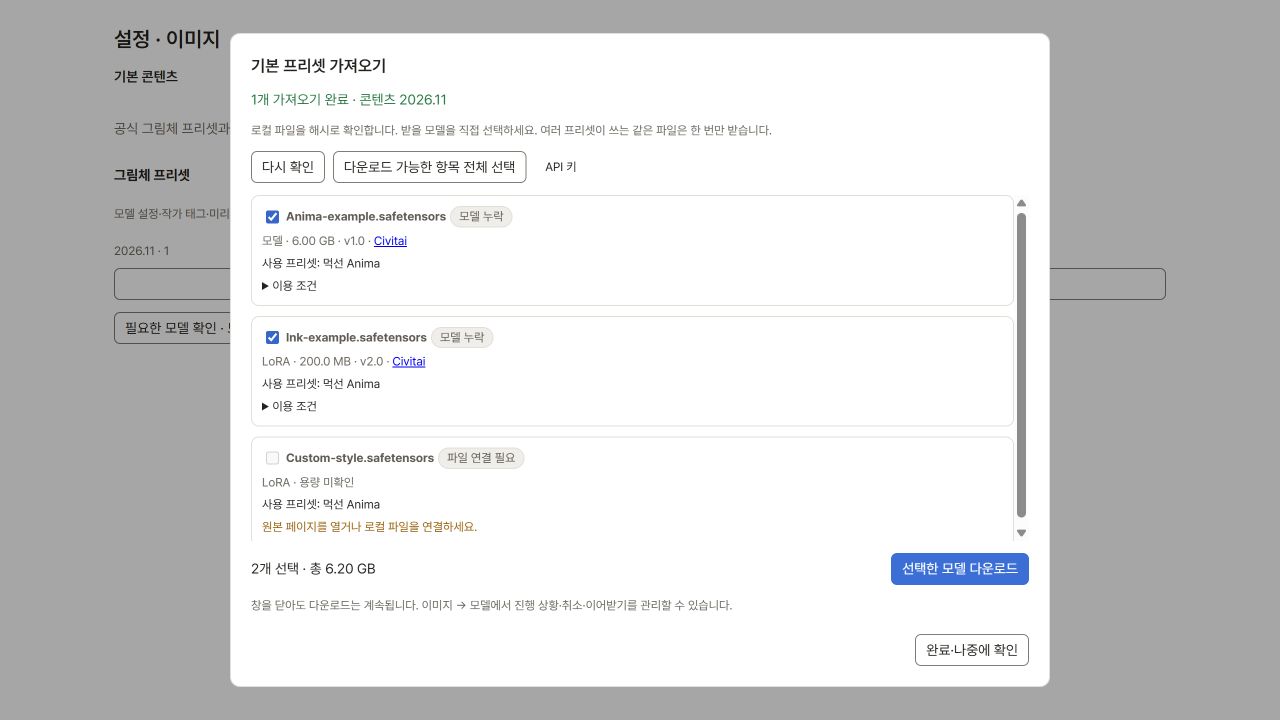 설정 · 이미지
기본 콘텐츠
공식 그림체 프리셋과
그림체 프리셋
모델 설정·작가 태그·미리
2026.11 · 1
필요한 모델 확인 ·
기본 프리셋 가져오기
1개 가져오기 완료 · 콘텐츠 2026.11
로컬 파일을 해시로 확인합니다. 받을 모델을 직접 선택하세요. 여러 프리셋이 쓰는 같은 파일은 한 번만 받습니다.
다시 확인 다운로드 가능한 항목 전체 선택 API 키
Anima-example.safetensors 모델 누락
모델 · 6.00 GB · v1.0 · Civitai
사용 프리셋: 먹선 Anima
▶ 이용 조건
Ink-example.safetensors 모델 누락
LoRA · 200.0 MB · v2.0 · Civitai
사용 프리셋: 먹선 Anima
▶ 이용 조건
Custom-style.safetensors 파일 연결 필요
LoRA · 용량 미확인
사용 프리셋: 먹선 Anima
원본 페이지를 열거나 로컬 파일을 연결하세요.
2개 선택 · 총 6.20 GB 선택한 모델 다운로드
창을 닫아도 다운로드는 계속됩니다. 이미지 → 모델에서 진행 상황·취소·이어받기를 관리할 수 있습니다.
완료·나중에 확인